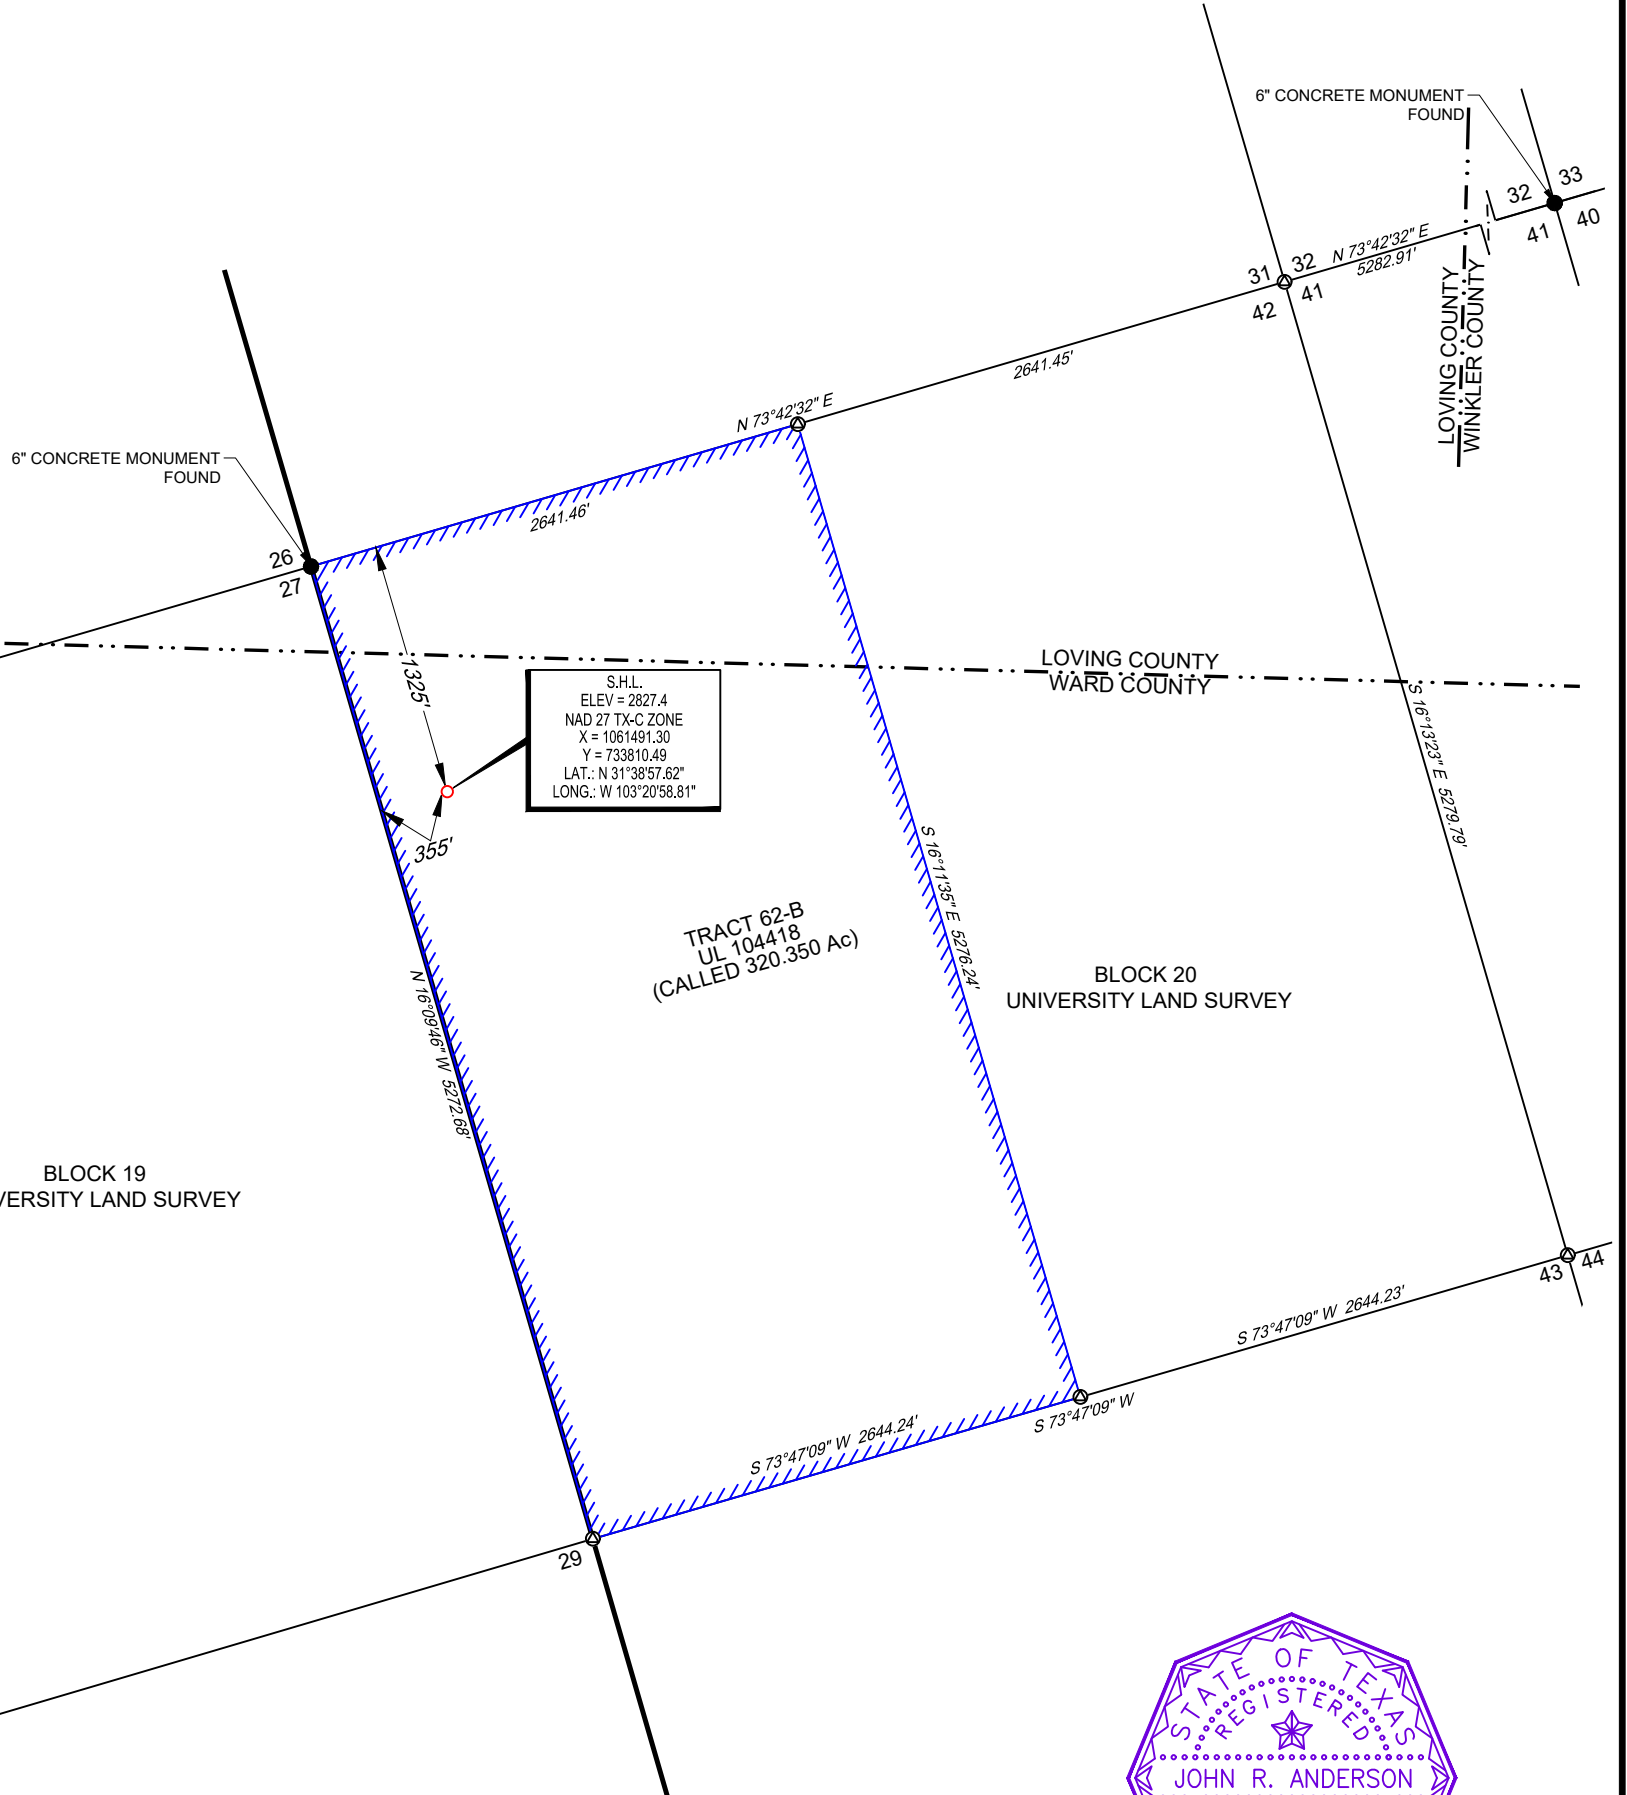 6" CONCRETE MONUMENT
FOUND
33
32
40
41
N 73°42'32" E
5282.91'
31
32
42
41
LOVING COUNTY
WINKLER COUNTY
2641.45'
N 73°42'32" E
6" CONCRETE MONUMENT
FOUND
2641.46'
26
27
1325'
LOVING COUNTY
WARD COUNTY
S.H.L.
ELEV = 2827.4
NAD 27 TX-C ZONE
X = 1061491.30
Y = 733810.49
LAT.: N 31°38'57.62"
LONG.: W 103°20'58.81"
S 16°13'23" E 5279.79'
355'
S 16°11'35" E 5276.24'
TRACT 62-B
UL 104418
(CALLED 320.350 Ac)
BLOCK 20
UNIVERSITY LAND SURVEY
N 16°09'46" W 5272.68'
BLOCK 19
VERSITY LAND SURVEY
43
44
S 73°47'09" W 2644.23'
S 73°47'09" W
S 73°47'09" W 2644.24'
29
STATE OF TEXAS
REGISTERED
JOHN R. ANDERSON